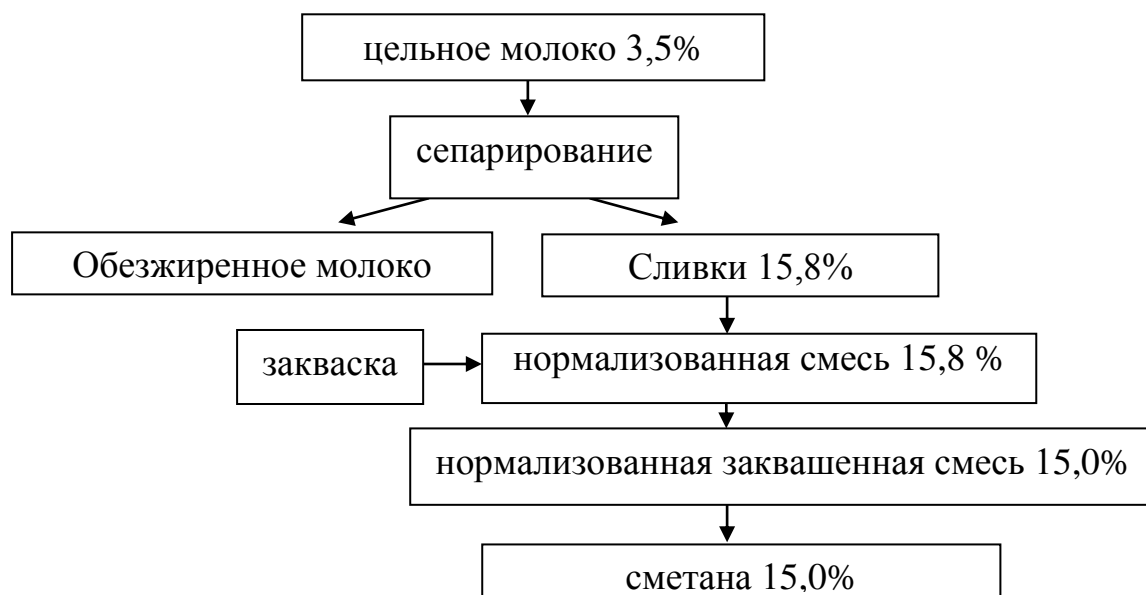 цельное молоко 3,5%
сепарирование
Обезжиренное молоко
Сливки 15,8%
закваска
нормализованная смесь 15,8 %
нормализованная заквашенная смесь 15,0%
сметана 15,0%